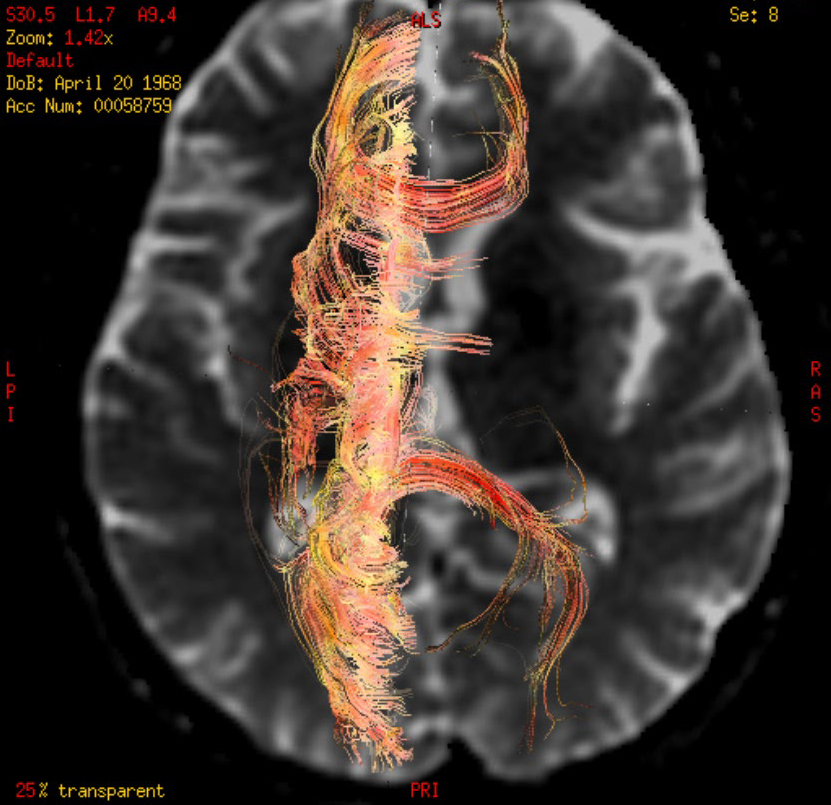 S30.5 L1.7 A9.4
Zoom: 1.42x
Default
DoB: April 20 1968
Acc Num: 00058759
ALS
Se: 8
L
P
I
R
A
S
25% transparent
PRI